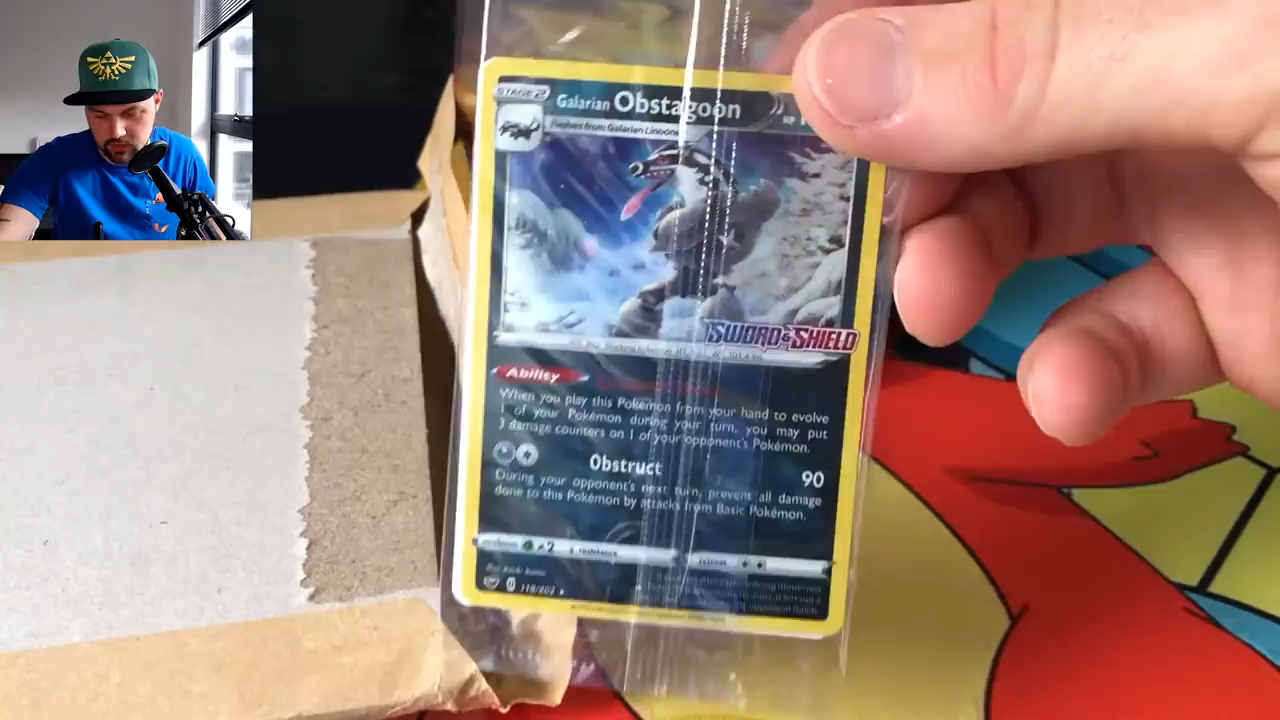 STAGE 2
Galarian Obstagoon
HP
Evolves from Galarian Linoone
SWORD & SHIELD
Ability
When you play this Pokémon from your hand to evolve
1 of your Pokémon during your turn, you may put
3 damage counters on 1 of your opponent's Pokémon.
Obstruct 90
During your opponent's next turn, prevent all damage
done to this Pokémon by attacks from Basic Pokémon.
×2
119/202